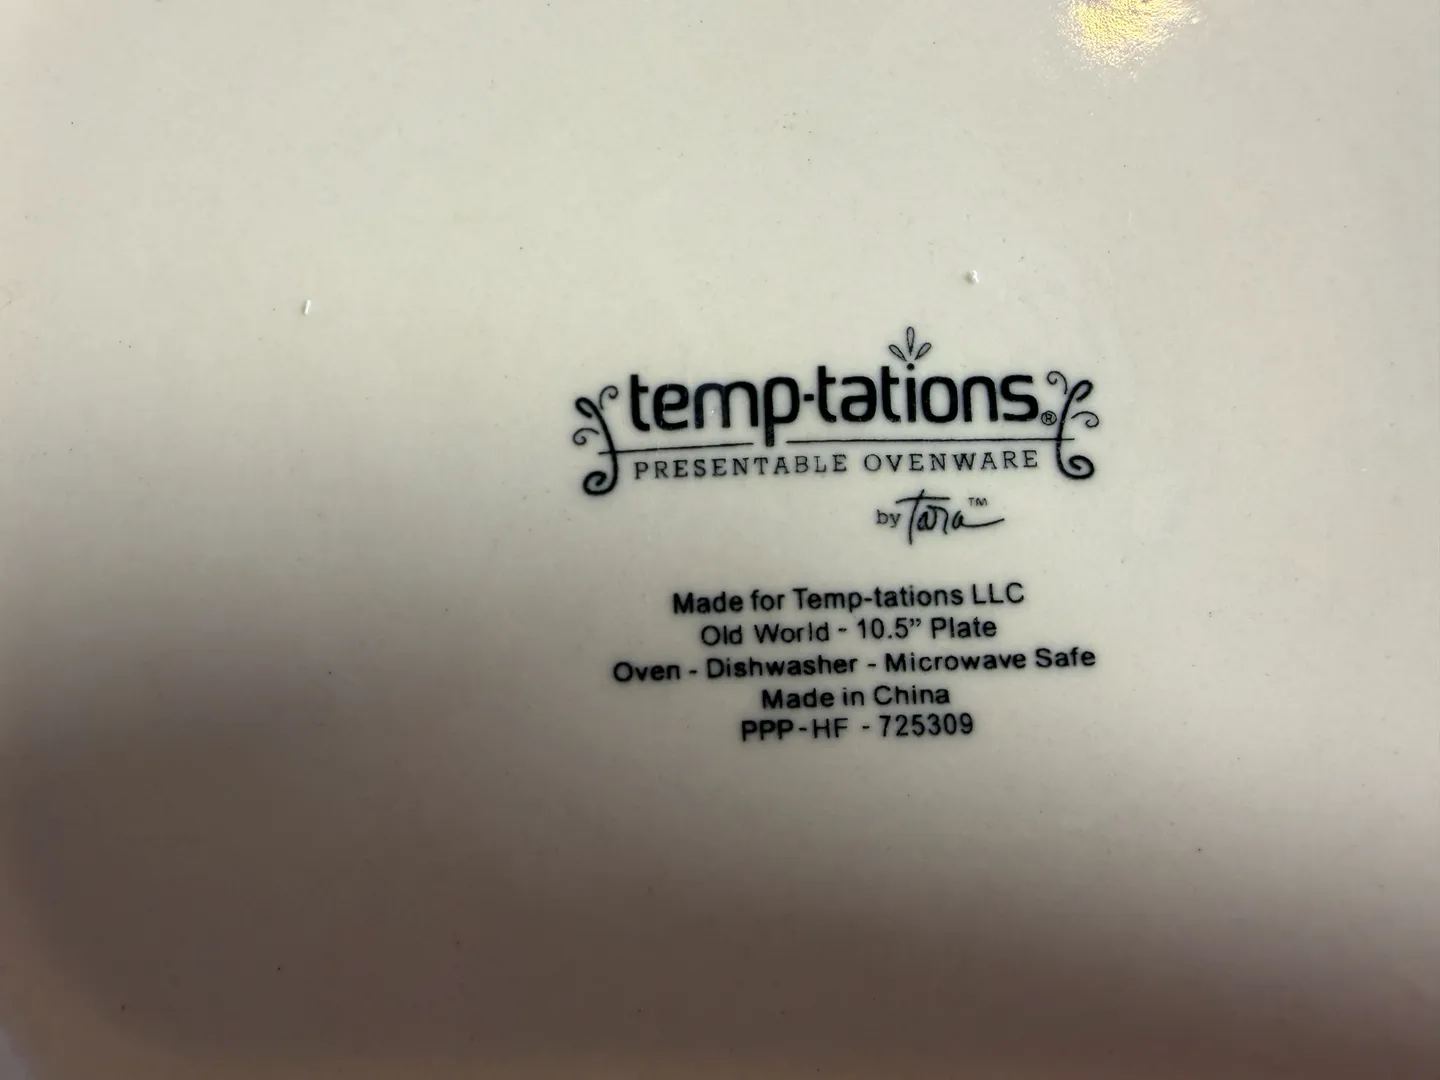 temp-tations®
PRESENTABLE OVENWARE
by Tara™
Made for Temp-tations LLC
Old World - 10.5” Plate
Oven - Dishwasher - Microwave Safe
Made in China
PPP-HF - 725309